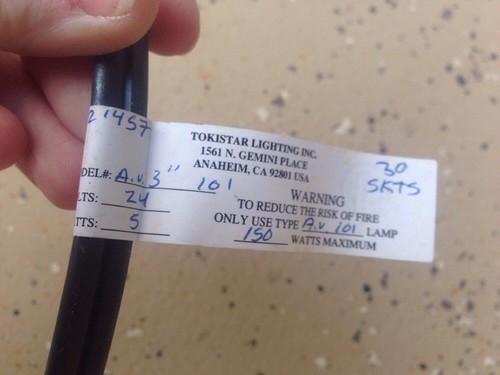 2 '457
DEL#: A.v. 3" 101
LTS: 24
TTS: 5
TOKISTAR LIGHTING INC.
1561 N. GEMINI PLACE
ANAHEIM, CA 92801 USA
30
SKTS
WARNING
TO REDUCE THE RISK OF FIRE
ONLY USE TYPE A.v. 101 LAMP
150 WATTS MAXIMUM